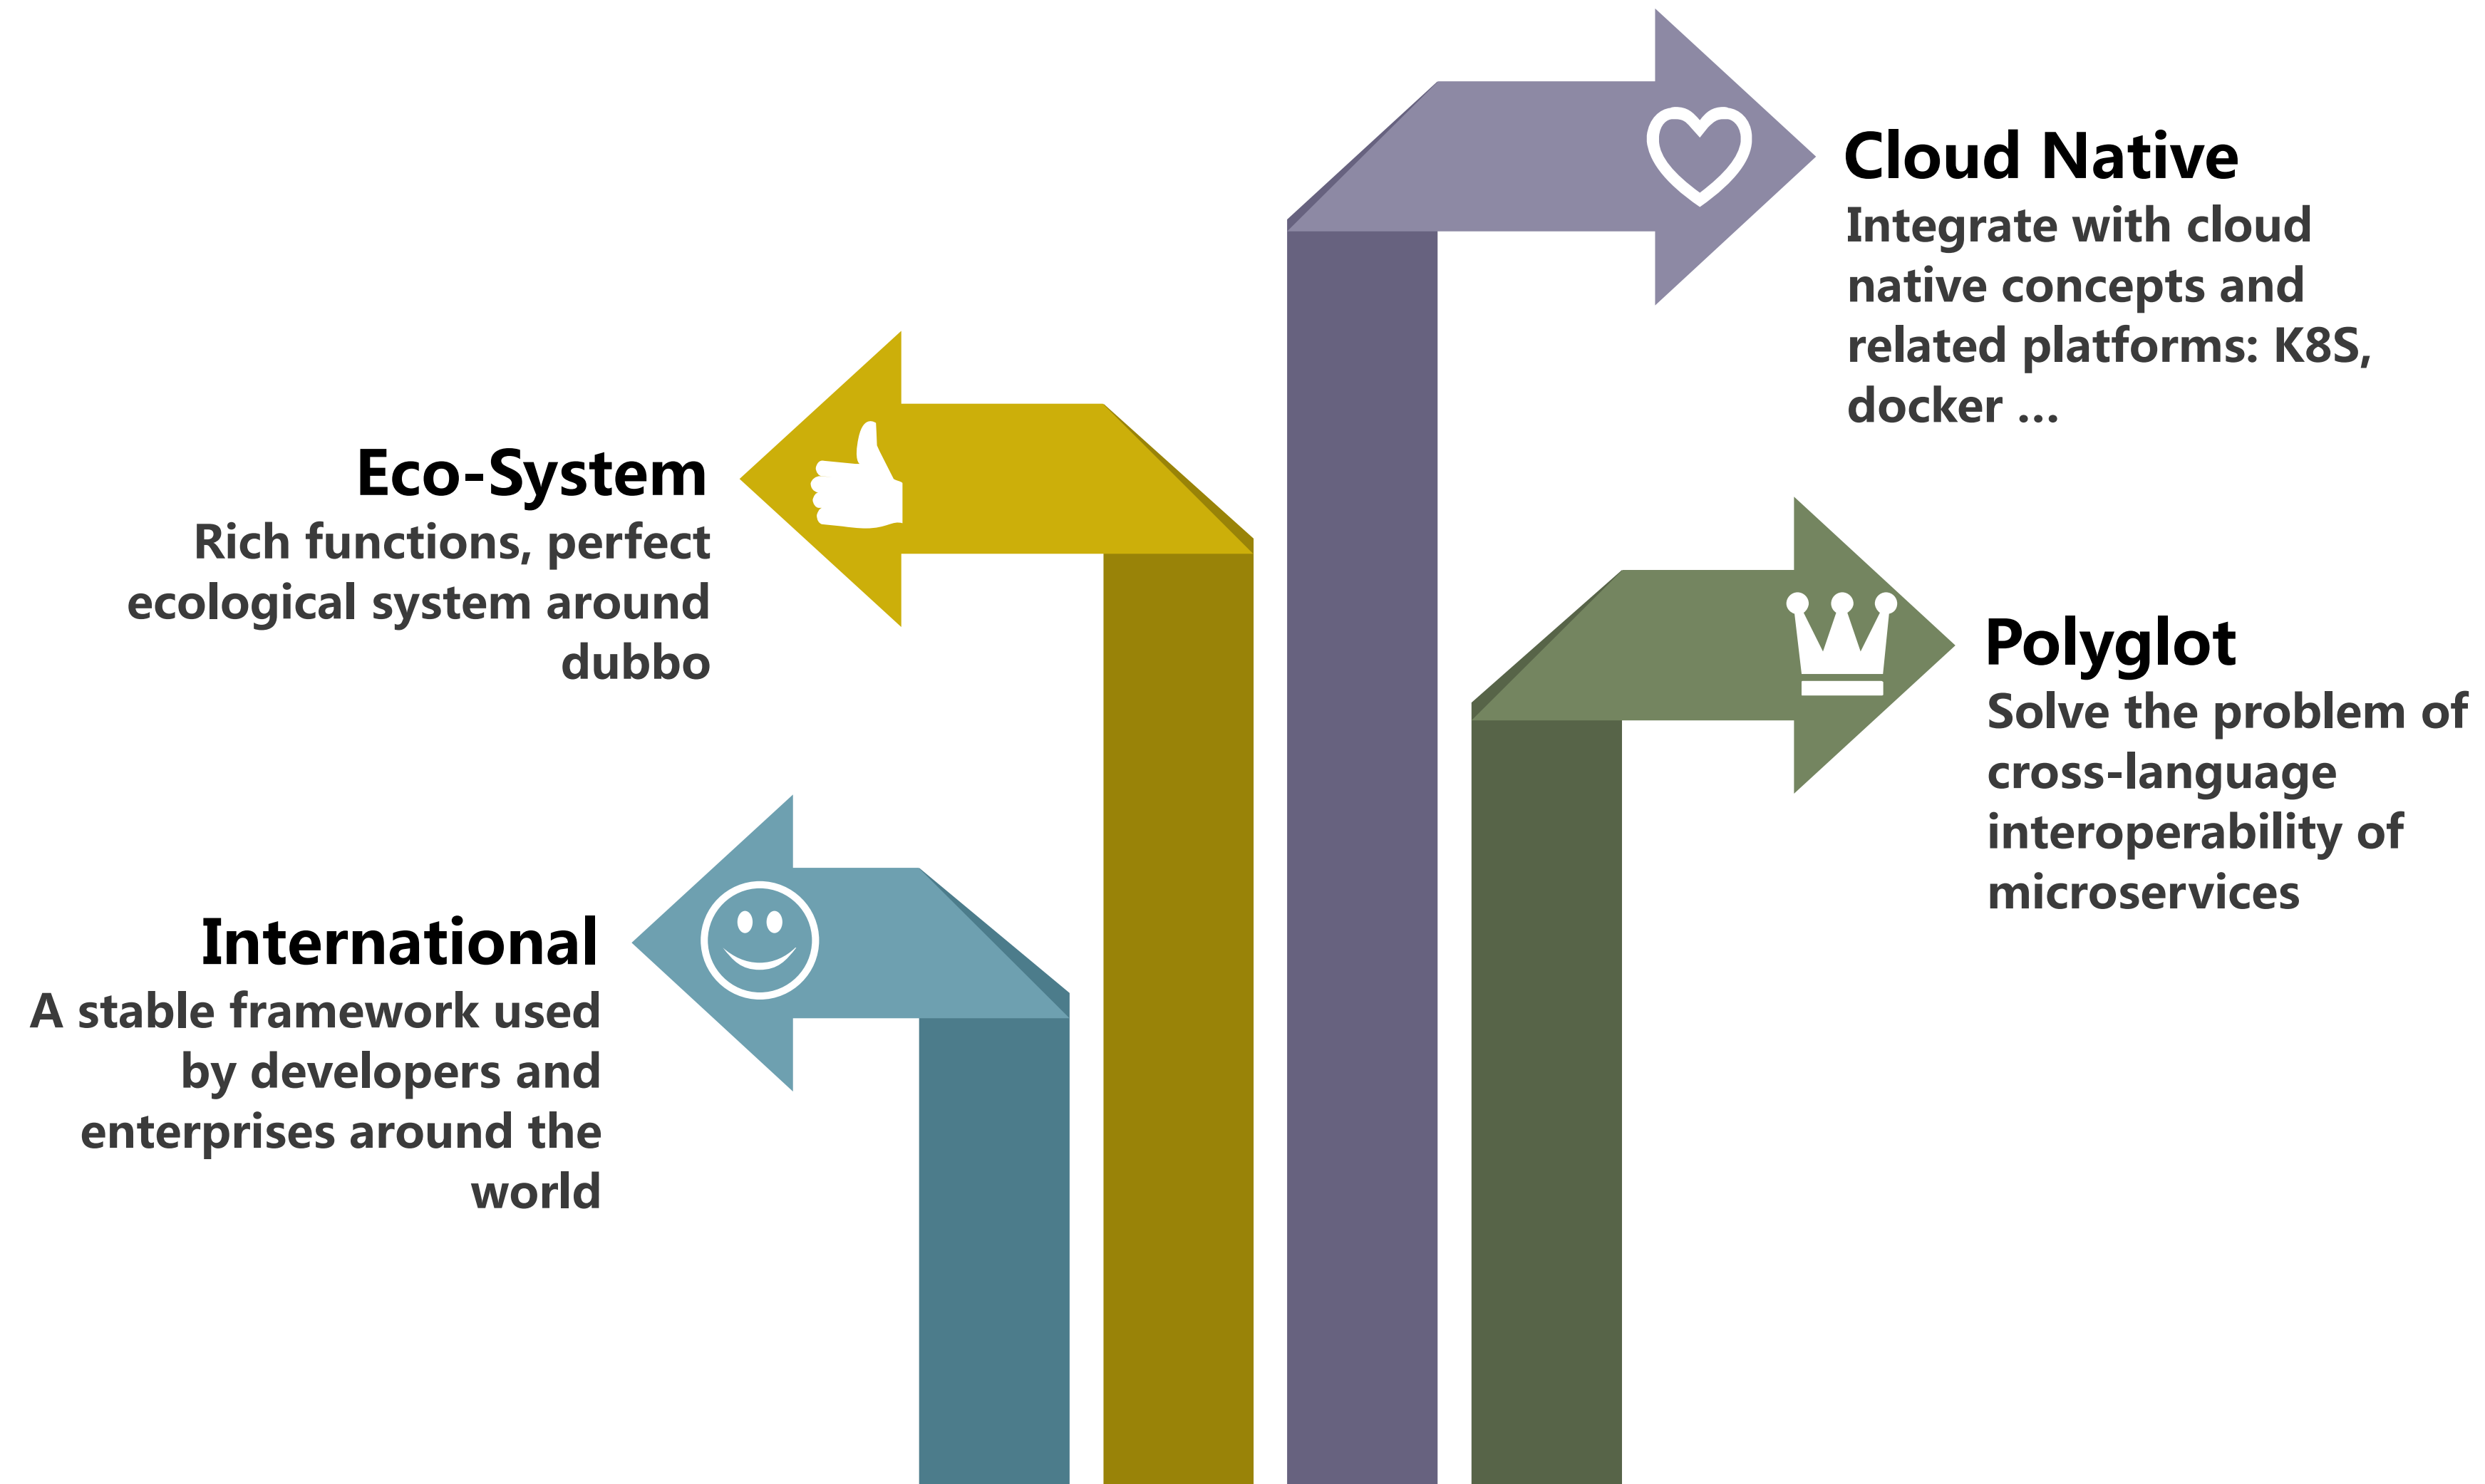 Cloud Native
Integrate with cloud
native concepts and
related platforms: K8S,
docker ...
Eco-System
Rich functions, perfect
ecological system around
dubbo
Polyglot
Solve the problem of
cross-language
interoperability of
microservices
International
A stable framework used
by developers and
enterprises around the
world